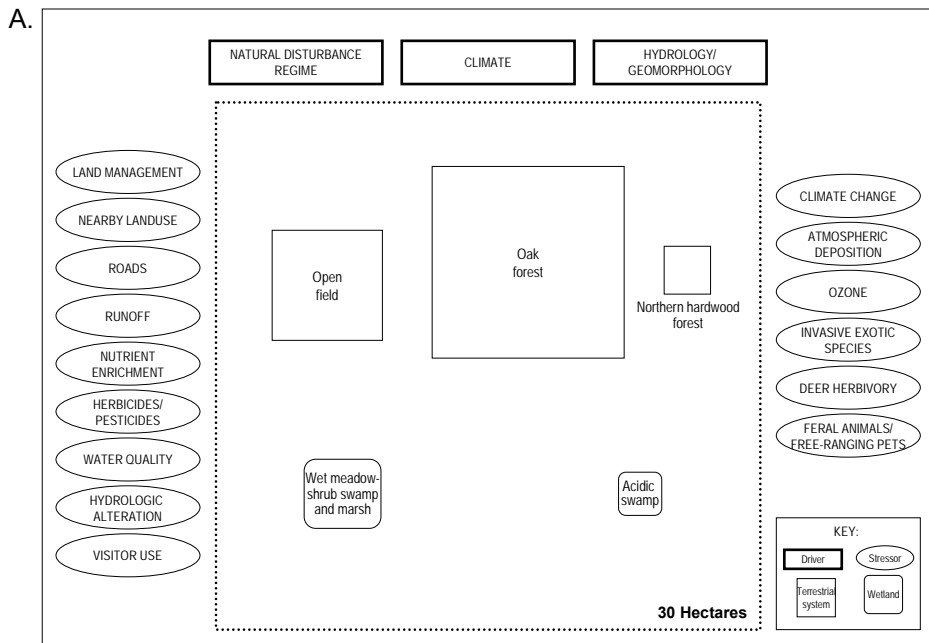 A.
NATURAL DISTURBANCE
REGIME
CLIMATE
HYDROLOGY/
GEOMORPHOLOGY
LAND MANAGEMENT
NEARBY LANDUSE
ROADS
RUNOFF
NUTRIENT
ENRICHMENT
HERBICIDES/
PESTICIDES
WATER QUALITY
HYDROLOGIC
ALTERATION
VISITOR USE
Open
field
Oak
forest
Northern hardwood
forest
Wet meadow-
shrub swamp
and marsh
Acidic
swamp
30 Hectares
CLIMATE CHANGE
ATMOSPHERIC
DEPOSITION
OZONE
INVASIVE EXOTIC
SPECIES
DEER HERBIVORY
FERAL ANIMALS/
FREE-RANGING PETS
KEY:
Driver
Stressor
Terrestrial
system
Wetland